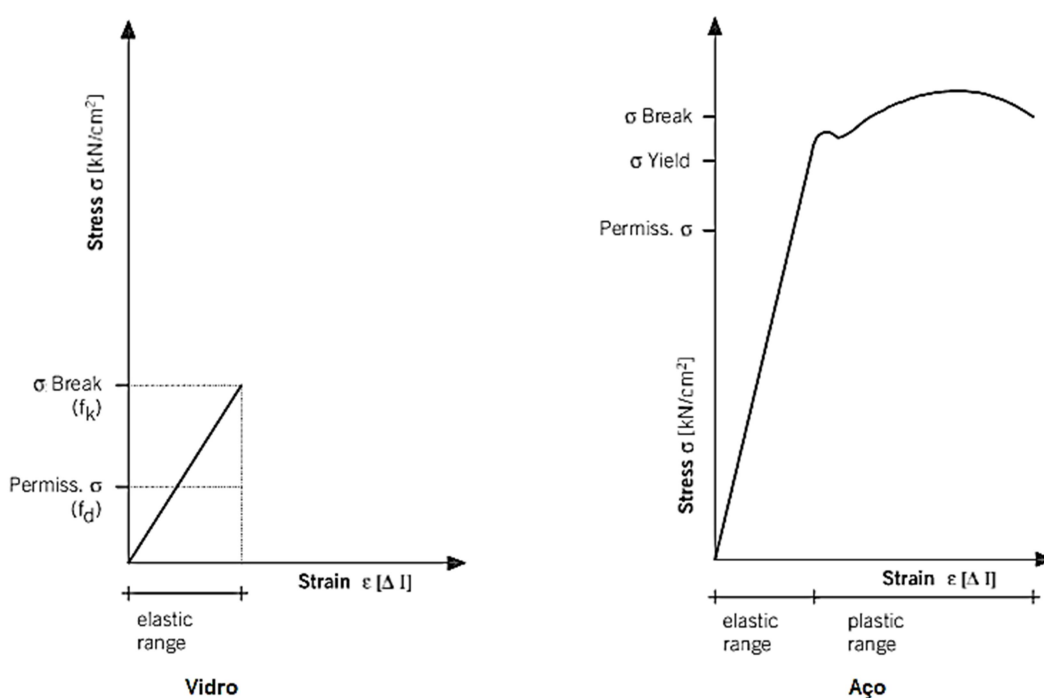 Stress σ [kN/cm²]
σ Break
(fk)
Permiss. σ
(fd)
Strain ε [Δ l]
elastic
range
Vidro
σ Break
σ Yield
Permiss. σ
Stress σ [kN/cm²]
Strain ε [Δ l]
elastic
range
plastic
range
Aço